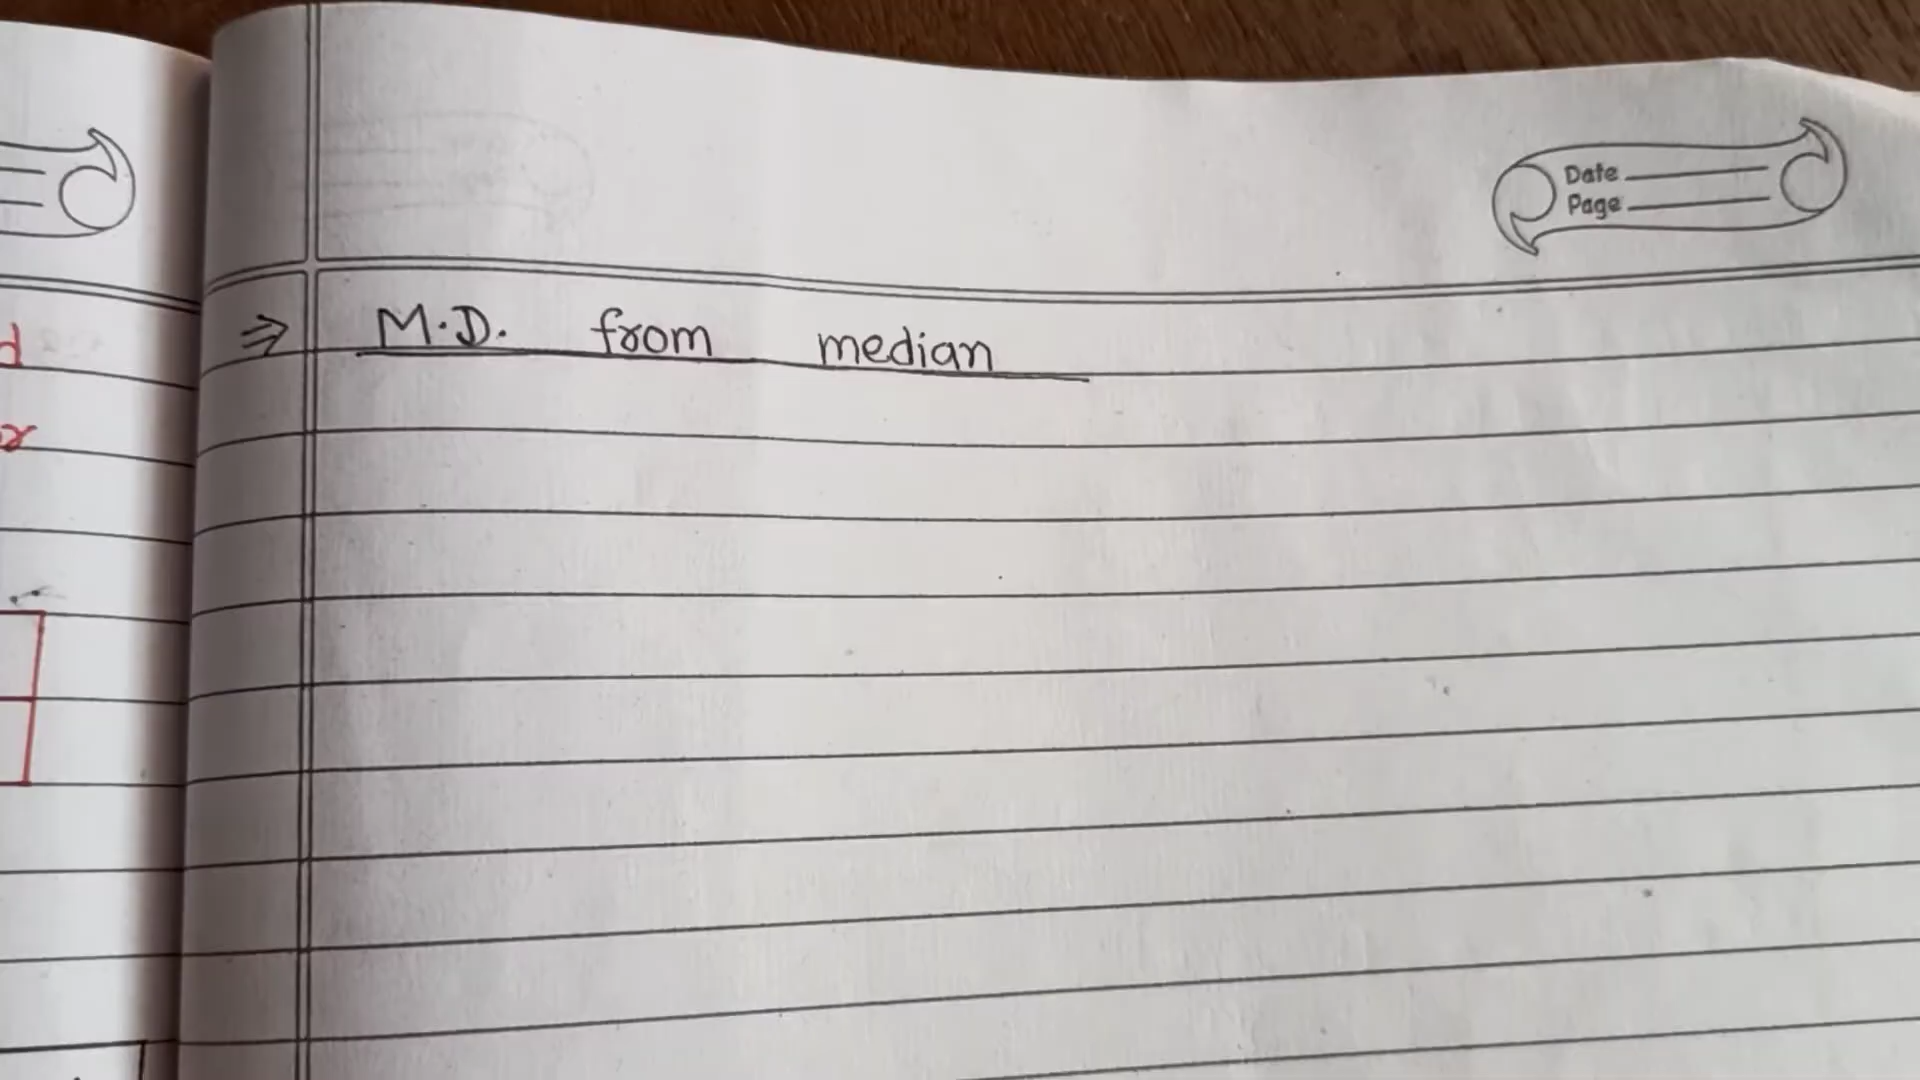 Date
Page
⇒ M.D. from median